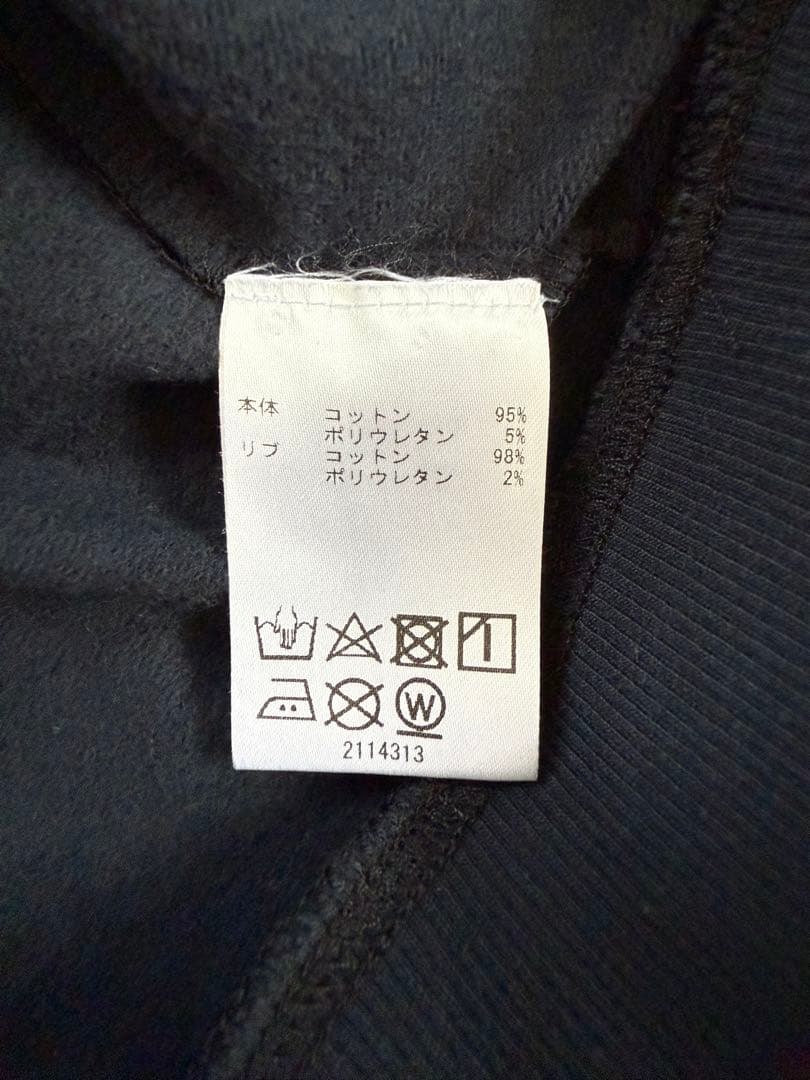 本体 コットン 95%
ポリウレタン 5%
リブ コットン 98%
ポリウレタン 2%
W
2114313